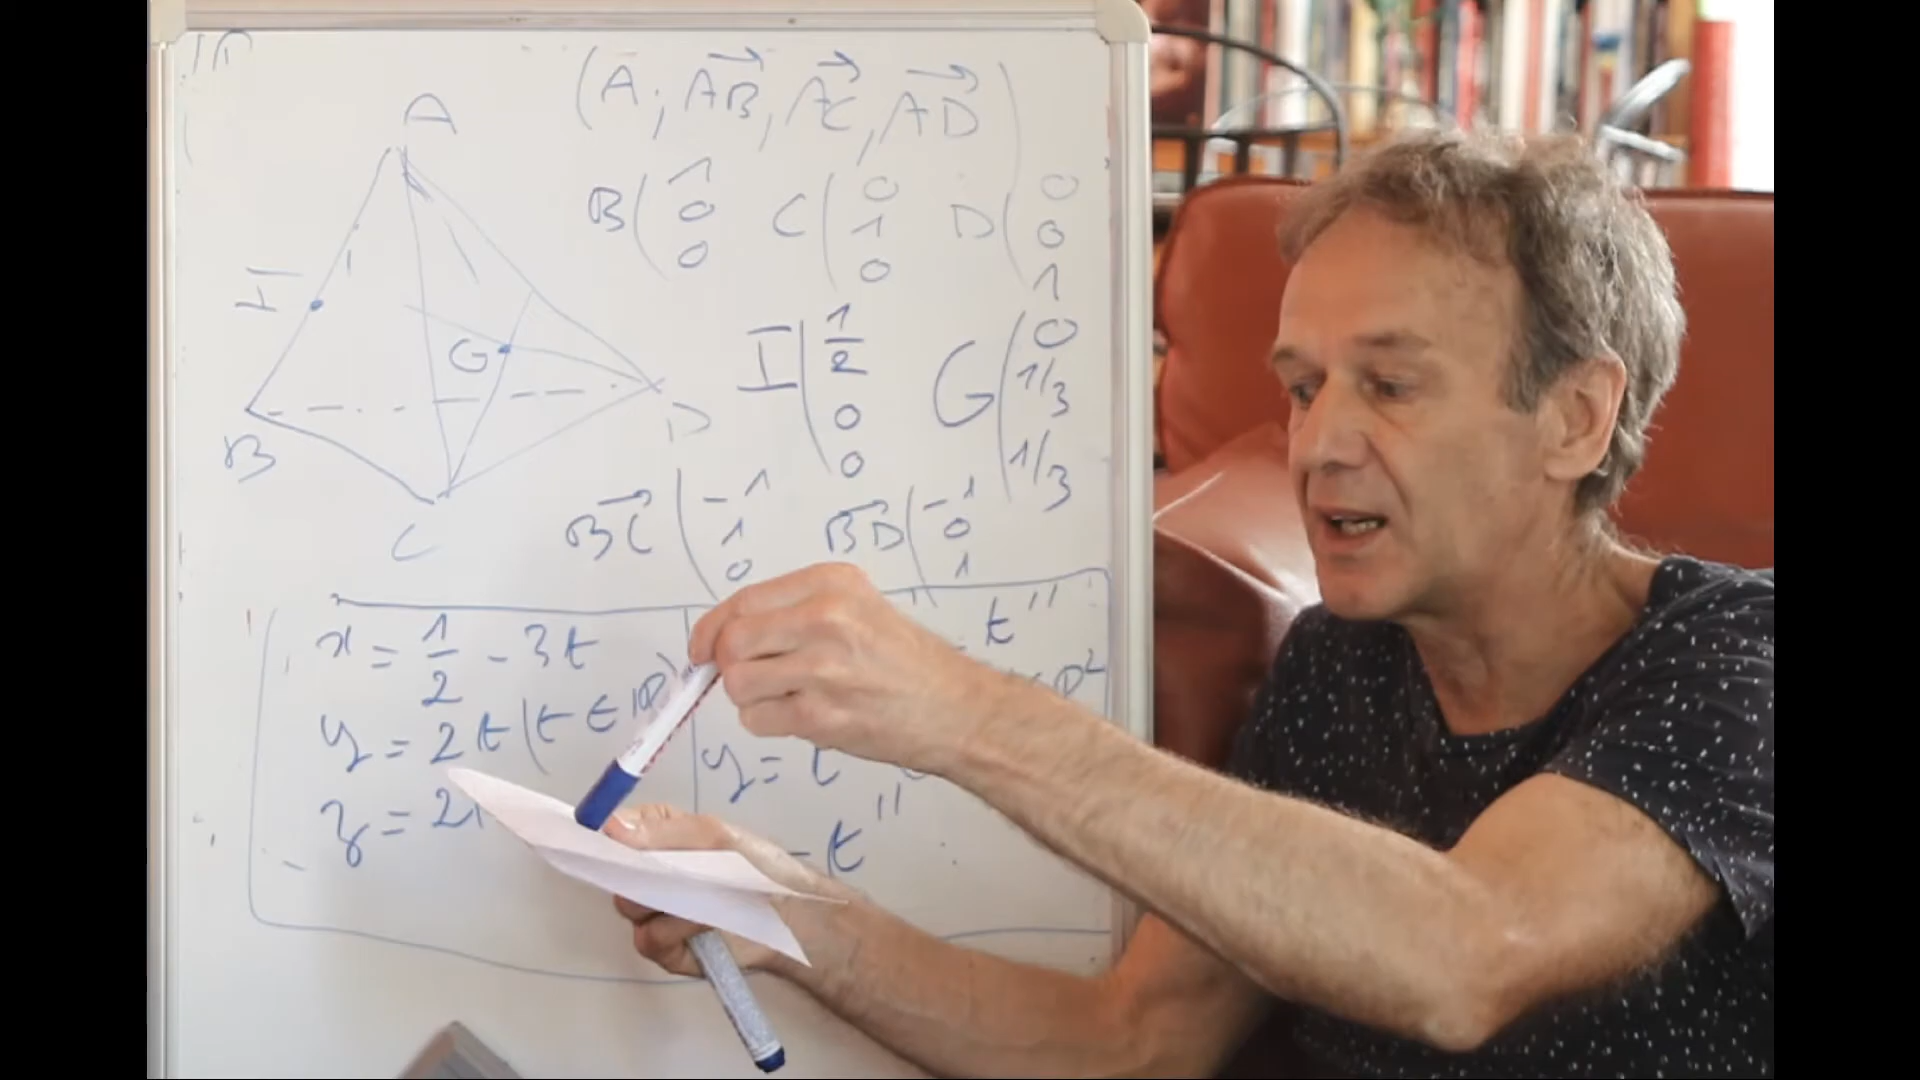 A
(A; AB, AC, AD)
B(1 0 0) C(0 1 0) D(0 0 1)
I
G
B
D
C
I(1/2 0 0) G(0 1/3 1/3)
BC(-1 1 0) BD(-1 0 1)
x = 1/2 - 3t
y = 2t (t ∈ IR)
z = 2
t''
y = t
t''